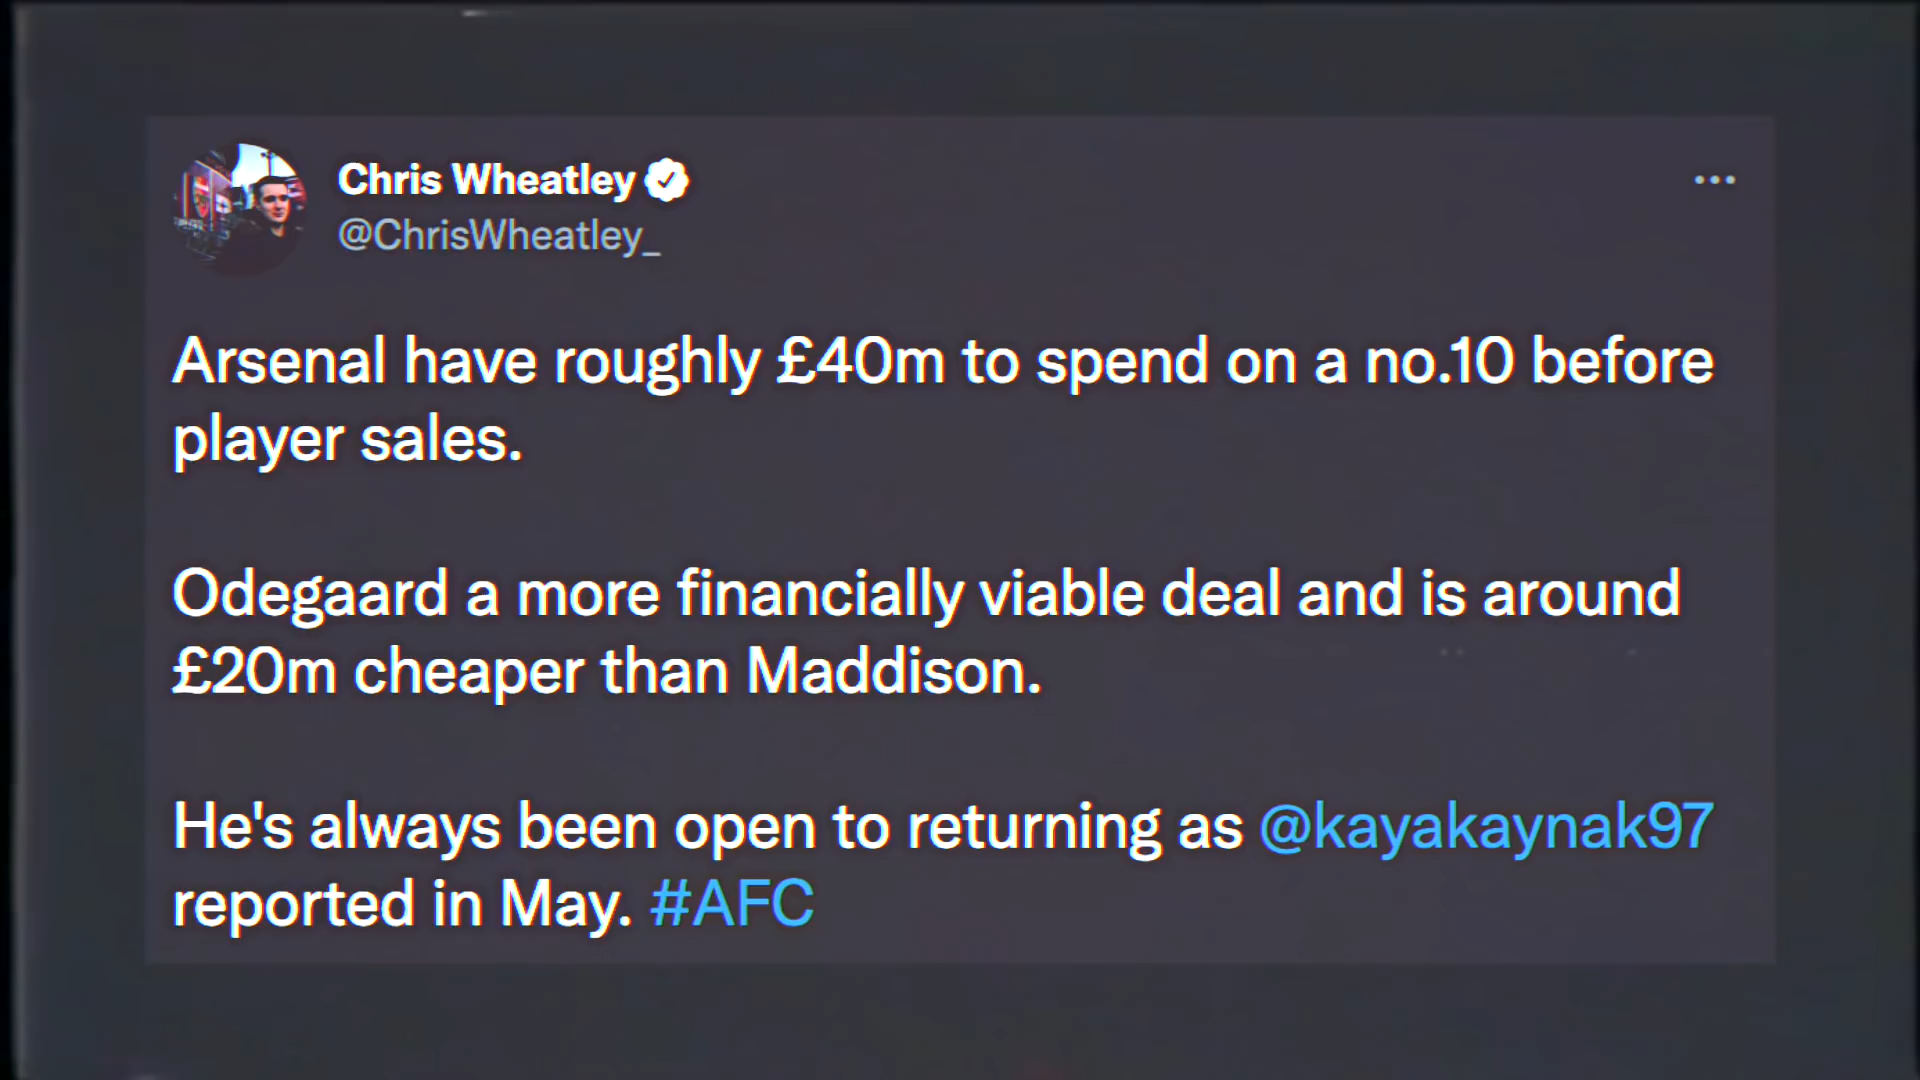 Chris Wheatley
@ChrisWheatley_
Arsenal have roughly £40m to spend on a no.10 before
player sales.
Odegaard a more financially viable deal and is around
£20m cheaper than Maddison.
He's always been open to returning as @kayakaynak97
reported in May. #AFC